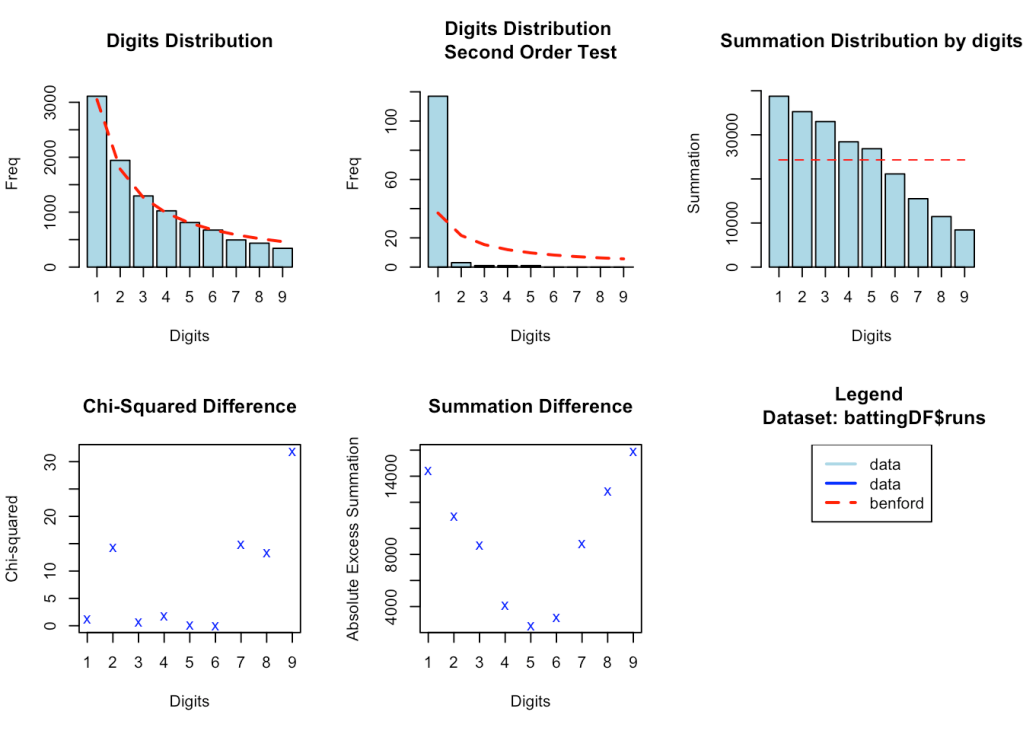 Digits Distribution
Freq
0 1000 2000 3000
1 2 3 4 5 6 7 8 9
Digits
Digits Distribution
Second Order Test
Freq
0 20 60 100
1 2 3 4 5 6 7 8 9
Digits
Summation Distribution by digits
Summation
0 10000 30000
1 2 3 4 5 6 7 8 9
Digits
Chi-Squared Difference
Chi-squared
0 5 10 20 30
1 2 3 4 5 6 7 8 9
Digits
Summation Difference
Absolute Excess Summation
4000 8000 14000
1 2 3 4 5 6 7 8 9
Digits
Legend
Dataset: battingDF$runs
data
data
benford